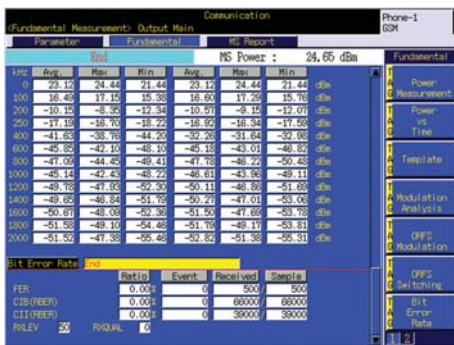 Communication
<Fundamental Measurement> Output Main
Phone-1
GSM
Parameter Fundamental MS Report
End MS Power : 24.65 dBm
kHz Avg. Max Min Avg. Max Min
0 23.12 24.44 21.44 23.12 24.44 21.44 dBm
100 16.49 17.15 15.38 16.60 17.29 15.76 dBm
200 -10.15 -8.35 -12.34 -10.57 -9.15 -12.07 dBm
250 -17.19 -16.70 -18.22 -16.92 -16.34 -17.59 dBm
400 -41.63 -38.76 -44.20 -32.26 -31.64 -32.98 dBm
600 -45.85 -42.10 -48.10 -45.18 -43.01 -46.82 dBm
800 -47.09 -44.45 -49.41 -47.78 -46.22 -50.48 dBm
1000 -45.14 -42.43 -48.22 -46.61 -43.96 -49.11 dBm
1200 -49.78 -47.93 -52.30 -50.11 -46.86 -51.69 dBm
1400 -49.65 -46.84 -51.79 -50.27 -47.01 -53.06 dBm
1600 -50.67 -48.09 -52.36 -51.50 -47.69 -53.78 dBm
1800 -51.58 -49.10 -54.46 -51.79 -49.17 -53.81 dBm
2000 -51.52 -47.38 -55.46 -52.82 -51.38 -55.31 dBm
Bit Error Rate End
Ratio Event Received Sample
FER 0.00% 0 500/ 500
CIB(RBER) 0.00% 0 66000/ 66000
CII(RBER) 0.00% 0 39000/ 39000
RXLEV 50 RXQUAL 0
Fundamental
TAG Power Measurement
TAG Power vs Time
TAG Template
TAG Modulation Analysis
TAG ORFS Modulation
TAG ORFS Switching
TAG Bit Error Rate
1 2